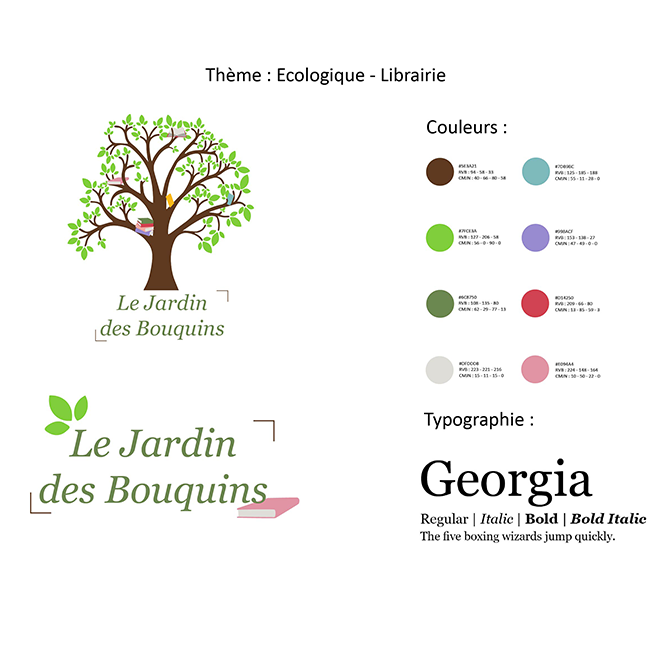 Thème : Ecologique - Librairie
Le Jardin
des Bouquins
Le Jardin
des Bouquins
Couleurs :
#5E3A21
RVB : 94 - 58 - 33
CMJN : 40 - 66 - 80 - 58
RVB : 125 - 185 - 188
CMJN : 55 - 11 - 28 - 0
#7FCE3A
RVB : 127 - 206 - 58
CMJN : 56 - 0 - 90 - 0
#998ACF
RVB : 153 - 138 - 27
CMJN : 47 - 49 - 0 - 0
#6C8750
RVB : 108 - 135 - 80
CMJN : 62 - 29 - 77 - 13
#D14250
RVB : 209 - 66 - 80
CMJN : 13 - 85 - 59 - 3
RVB : 223 - 221 - 216
CMJN : 15 - 11 - 15 - 0
#E094A4
RVB : 224 - 148 - 164
CMJN : 10 - 50 - 22 - 0
Typographie :
Georgia
Regular | Italic | Bold | Bold Italic
The five boxing wizards jump quickly.